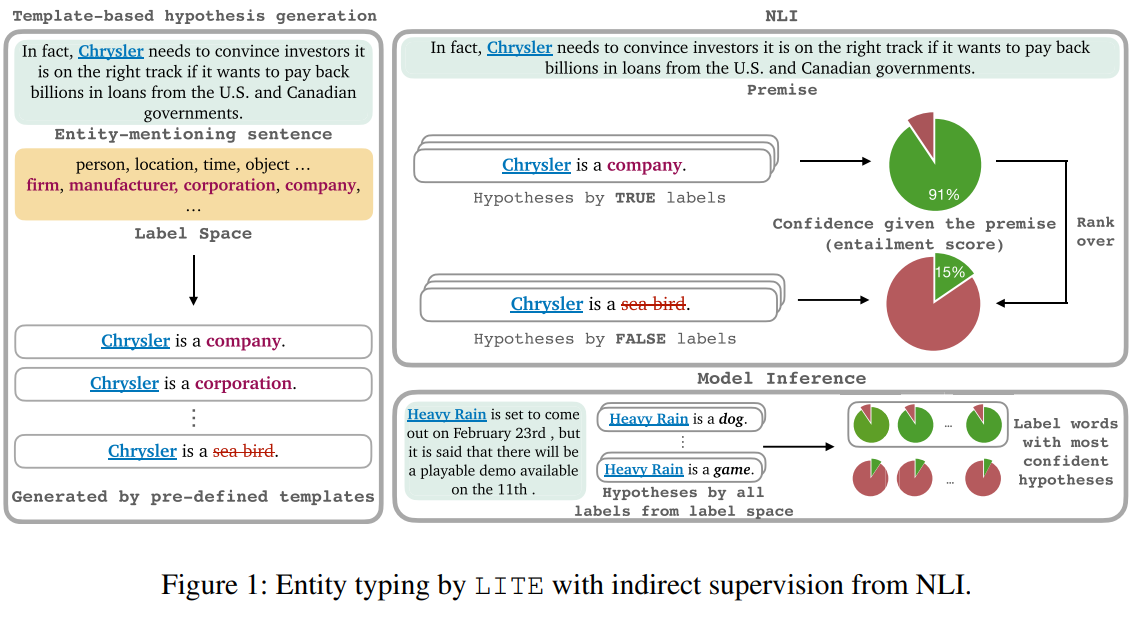 Template-based hypothesis generation
In fact, Chrysler needs to convince investors it
is on the right track if it wants to pay back
billions in loans from the U.S. and Canadian
governments.
Entity-mentioning sentence
person, location, time, object …
firm, manufacturer, corporation, company,
…
Label Space
Chrysler is a company.
Chrysler is a corporation.
⋮
Chrysler is a sea-bird.
Generated by pre-defined templates
NLI
In fact, Chrysler needs to convince investors it is on the right track if it wants to pay back
billions in loans from the U.S. and Canadian governments.
Premise
Chrysler is a company.
Hypotheses by TRUE labels
91%
Confidence given the premise
(entailment score)
Rank
over
15%
Chrysler is a sea-bird.
Hypotheses by FALSE labels
Model Inference
Heavy Rain is set to come
out on February 23rd , but
it is said that there will be
a playable demo available
on the 11th .
Heavy Rain is a dog.
⋮
Heavy Rain is a game.
Hypotheses by all
labels from label space
…
…
Label words
with most
confident
hypotheses
Figure 1: Entity typing by LITE with indirect supervision from NLI.